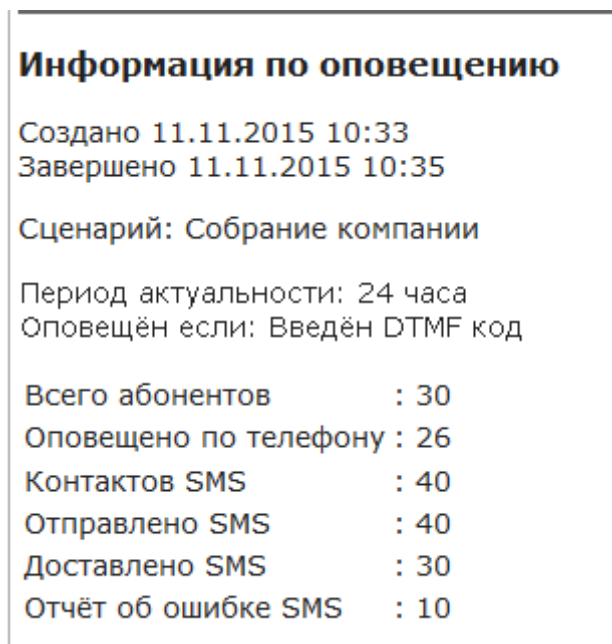 Информация по оповещению
Создано 11.11.2015 10:33
Завершено 11.11.2015 10:35
Сценарий: Собрание компании
Период актуальности: 24 часа
Оповещён если: Введён DTMF код
Всего абонентов : 30
Оповещено по телефону : 26
Контактов SMS : 40
Отправлено SMS : 40
Доставлено SMS : 30
Отчёт об ошибке SMS : 10